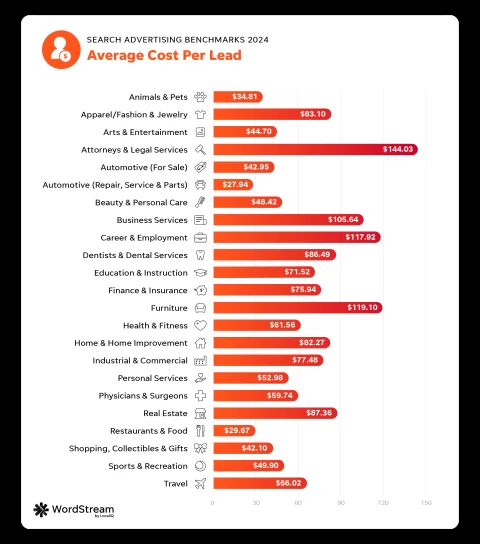 SEARCH ADVERTISING BENCHMARKS 2024
Average Cost Per Lead
Animals & Pets $34.81
Apparel/Fashion & Jewelry $83.10
Arts & Entertainment $44.70
Attorneys & Legal Services $144.03
Automotive (For Sale) $42.95
Automotive (Repair, Service & Parts) $27.94
Beauty & Personal Care $48.42
Business Services $105.64
Career & Employment $117.92
Dentists & Dental Services $86.49
Education & Instruction $71.52
Finance & Insurance $75.94
Furniture $119.10
Health & Fitness $61.56
Home & Home Improvement $82.27
Industrial & Commercial $77.48
Personal Services $52.98
Physicians & Surgeons $59.74
Real Estate $87.36
Restaurants & Food $29.67
Shopping, Collectibles & Gifts $42.10
Sports & Recreation $49.90
Travel $66.02
0 30 60 90 120 150
WordStream
by LocaliQ